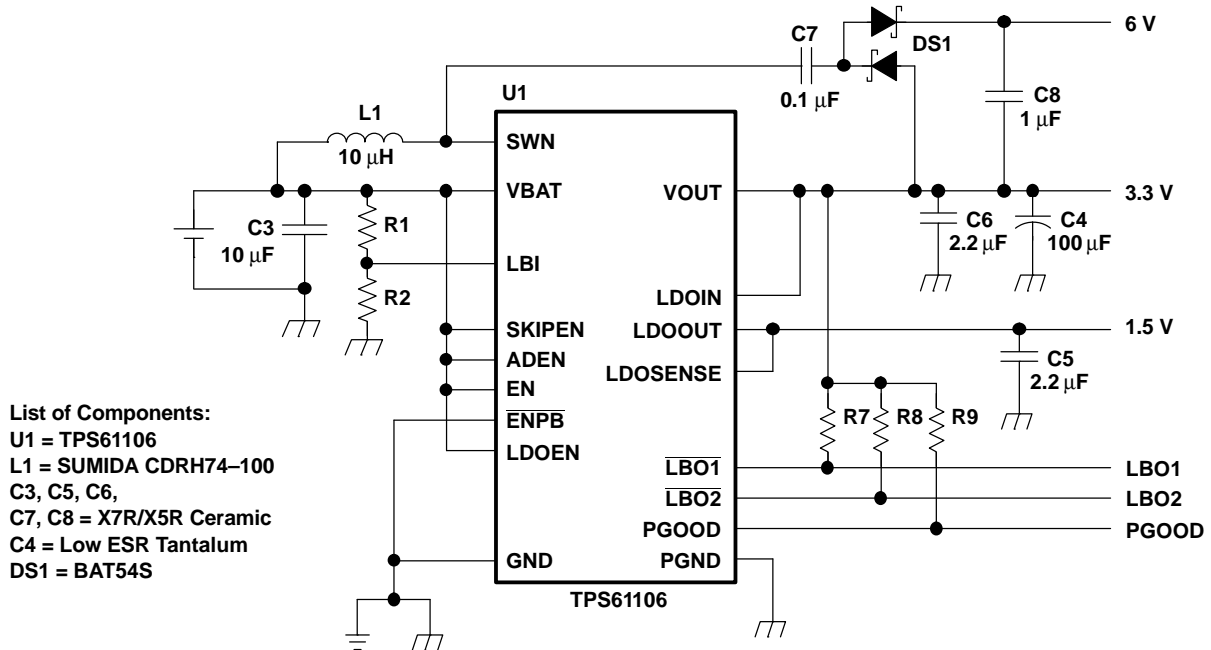 6 V
C7
DS1
0.1 μF
C8
1 μF
U1
L1
10 μH
SWN
VBAT
VOUT
3.3 V
C3
10 μF
R1
C6
2.2 μF
C4
100 μF
LBI
R2
LDOIN
SKIPEN
LDOOUT
1.5 V
ADEN
LDOSENSE
C5
2.2 μF
EN
ENPB
LDOEN
R7
R8
R9
List of Components:
U1 = TPS61106
L1 = SUMIDA CDRH74–100
C3, C5, C6,
C7, C8 = X7R/X5R Ceramic
C4 = Low ESR Tantalum
DS1 = BAT54S
LBO1
LBO1
LBO2
LBO2
PGOOD
PGOOD
GND
PGND
TPS61106